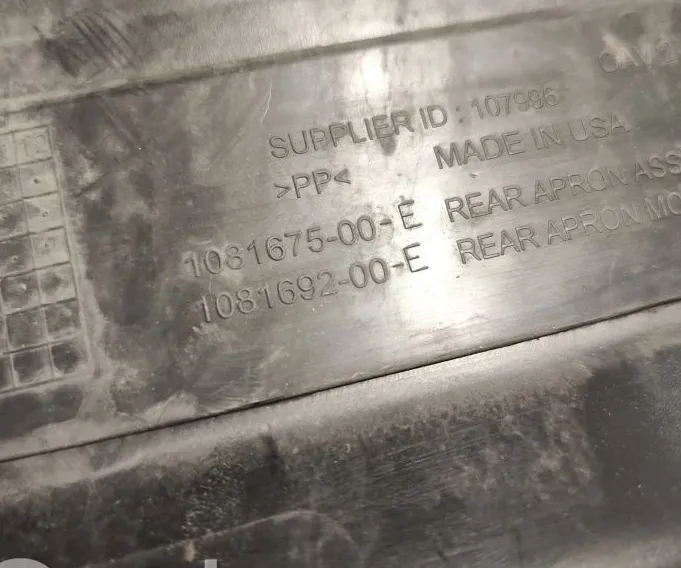 SUPPLIER ID : 107996
>PP< MADE IN USA
1081675-00-E REAR APRON ASS
1081692-00-E REAR APRON MO